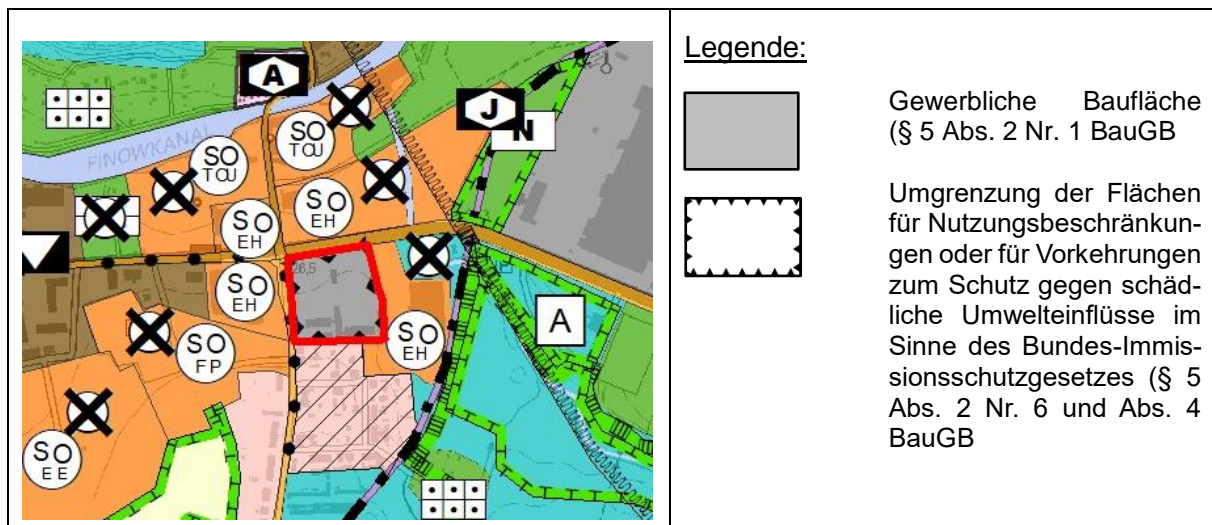 A
J
N
SO
TOU
FINOWKANAL
SO
TOU
SO
EH
SO
EH
26,5
SO
EH
A
SO
EH
SO
FP
SO
EE
Legende:
Gewerbliche Baufläche
(§ 5 Abs. 2 Nr. 1 BauGB
Umgrenzung der Flächen
für Nutzungsbeschränkun-
gen oder für Vorkehrungen
zum Schutz gegen schäd-
liche Umwelteinflüsse im
Sinne des Bundes-Immis-
sionsschutzgesetzes (§ 5
Abs. 2 Nr. 6 und Abs. 4
BauGB